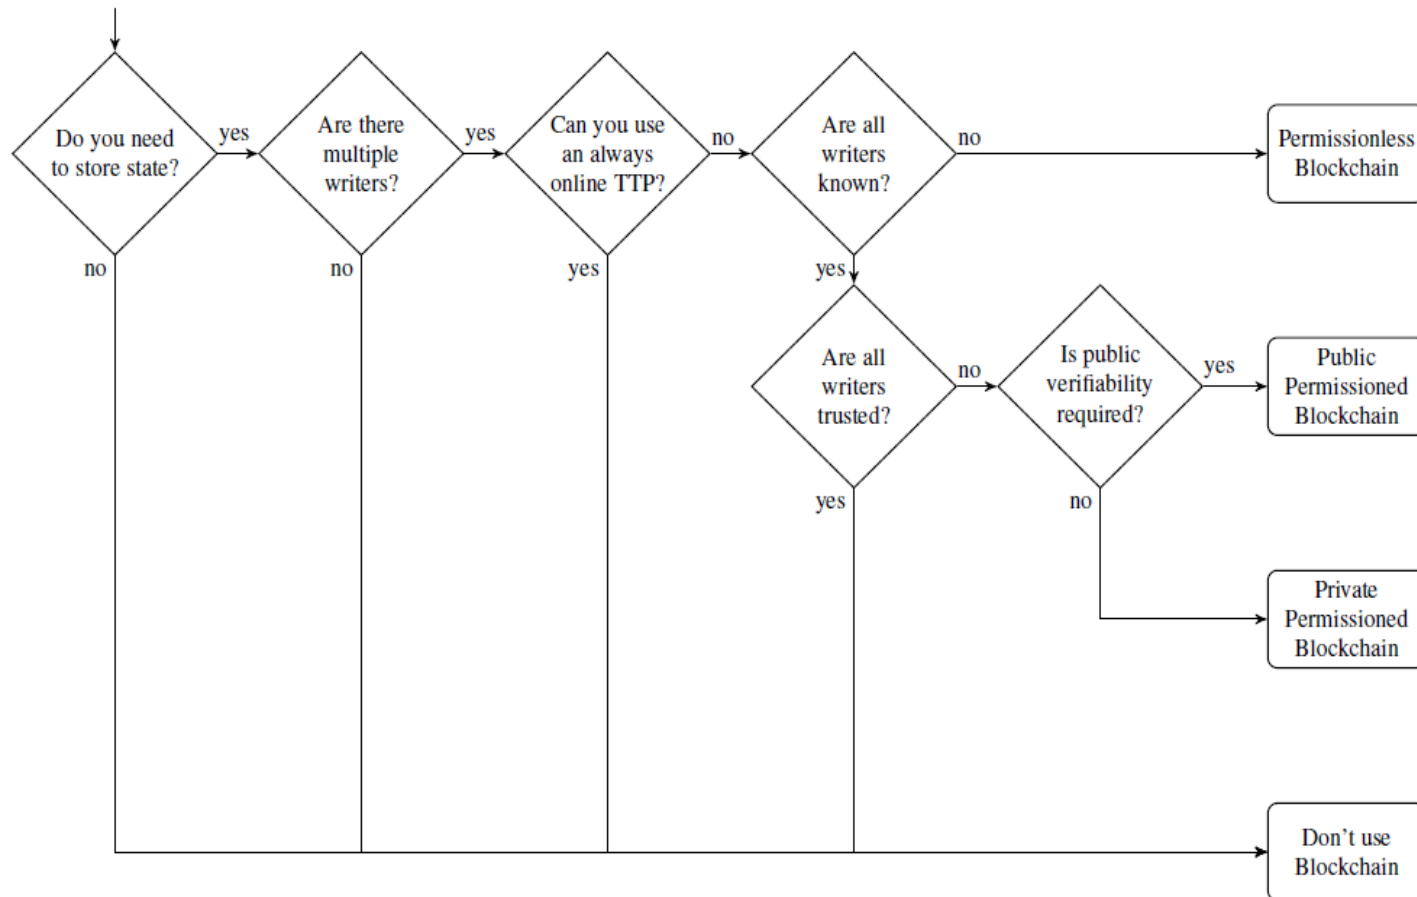 Do you need
to store state?
yes
Are there
multiple
writers?
yes
Can you use
an always
online TTP?
no
Are all
writers
known?
no
Permissionless
Blockchain
no
no
yes
yes
Are all
writers
trusted?
no
Is public
verifiability
required?
yes
Public
Permissioned
Blockchain
yes
no
Private
Permissioned
Blockchain
Don’t use
Blockchain